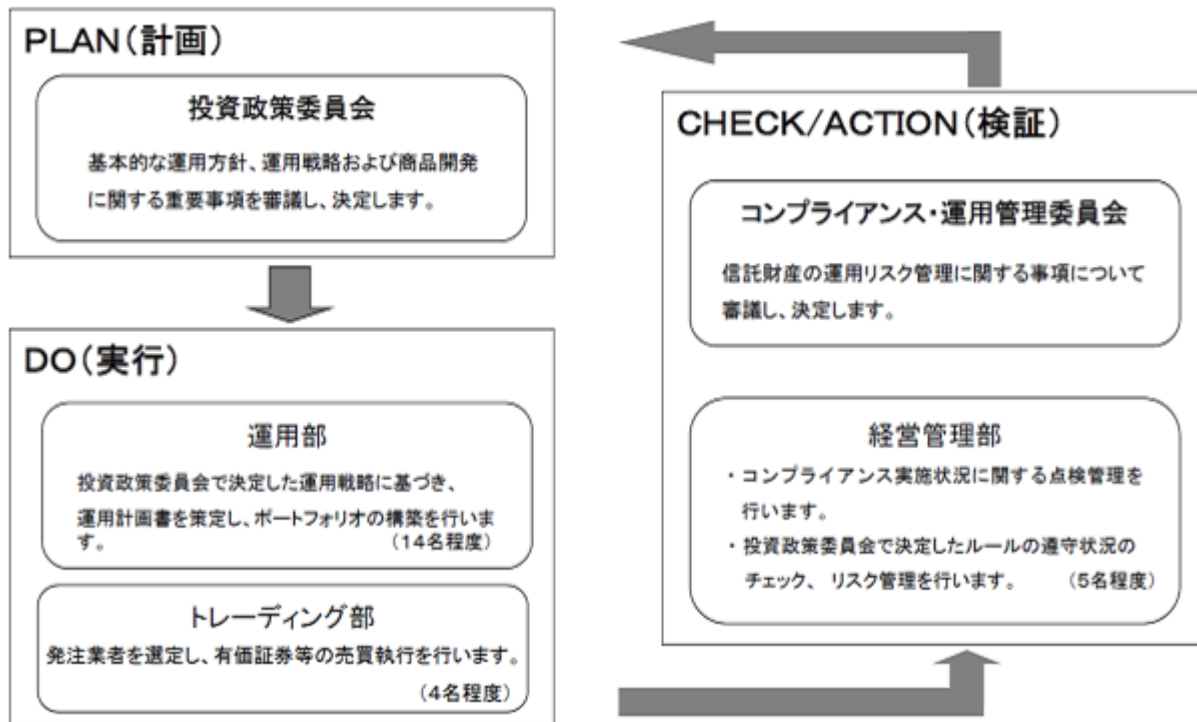 PLAN(計画)
投資政策委員会
基本的な運用方針、運用戦略および商品開発
に関する重要事項を審議し、決定します。
DO(実行)
運用部
投資政策委員会で決定した運用戦略に基づき、
運用計画書を策定し、ポートフォリオの構築を行いま
す。 (14名程度)
トレーディング部
発注業者を選定し、有価証券等の売買執行を行います。
(4名程度)
CHECK/ACTION(検証)
コンプライアンス・運用管理委員会
信託財産の運用リスク管理に関する事項について
審議し、決定します。
経営管理部
・コンプライアンス実施状況に関する点検管理を
行います。
・投資政策委員会で決定したルールの遵守状況の
チェック、 リスク管理を行います。 (5名程度)